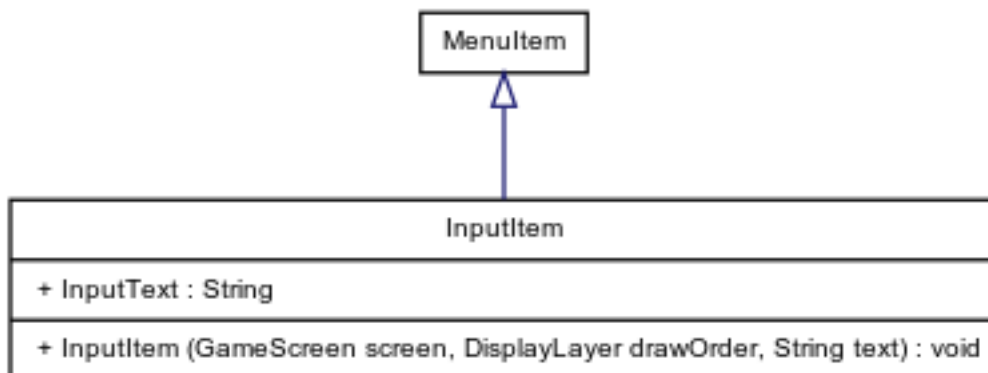 MenuItem
InputItem
+ InputText : String
+ InputItem (GameScreen screen, DisplayLayer drawOrder, String text) : void